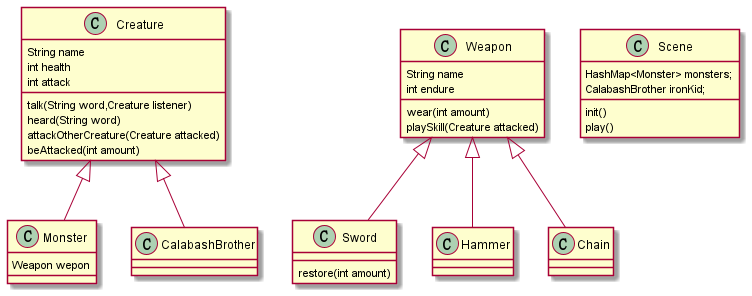 C Creature
String name
int health
int attack
talk(String word,Creature listener)
heard(String word)
attackOtherCreature(Creature attacked)
beAttacked(int amount)
C Weapon
String name
int endure
wear(int amount)
playSkill(Creature attacked)
C Scene
HashMap<Monster> monsters;
CalabashBrother ironKid;
init()
play()
C Monster
Weapon wepon
C CalabashBrother
C Sword
restore(int amount)
C Hammer
C Chain